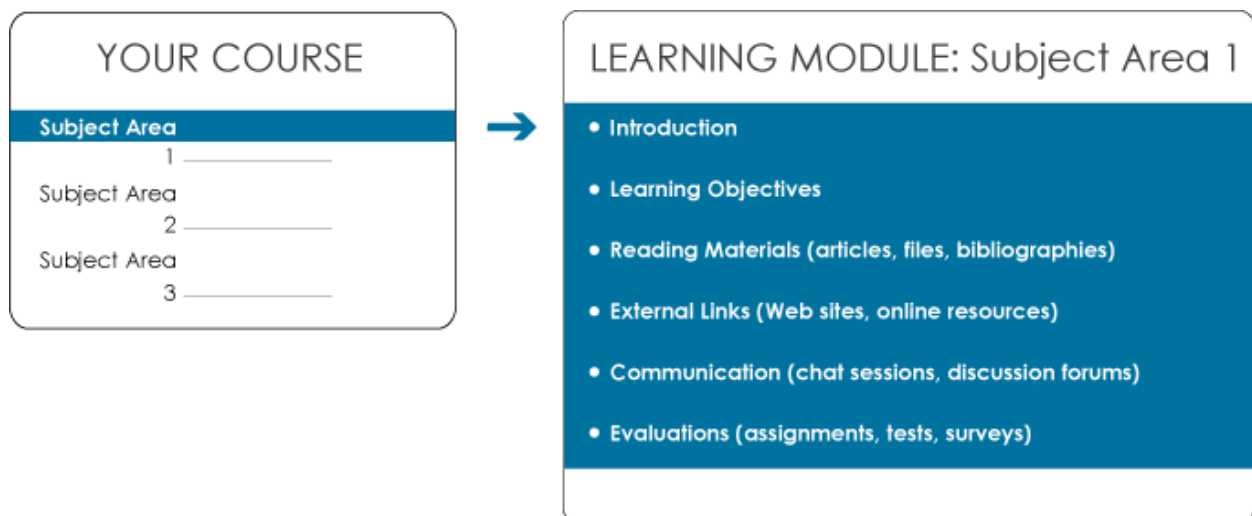 YOUR COURSE
Subject Area
1
Subject Area
2
Subject Area
3
LEARNING MODULE: Subject Area 1
• Introduction
• Learning Objectives
• Reading Materials (articles, files, bibliographies)
• External Links (Web sites, online resources)
• Communication (chat sessions, discussion forums)
• Evaluations (assignments, tests, surveys)